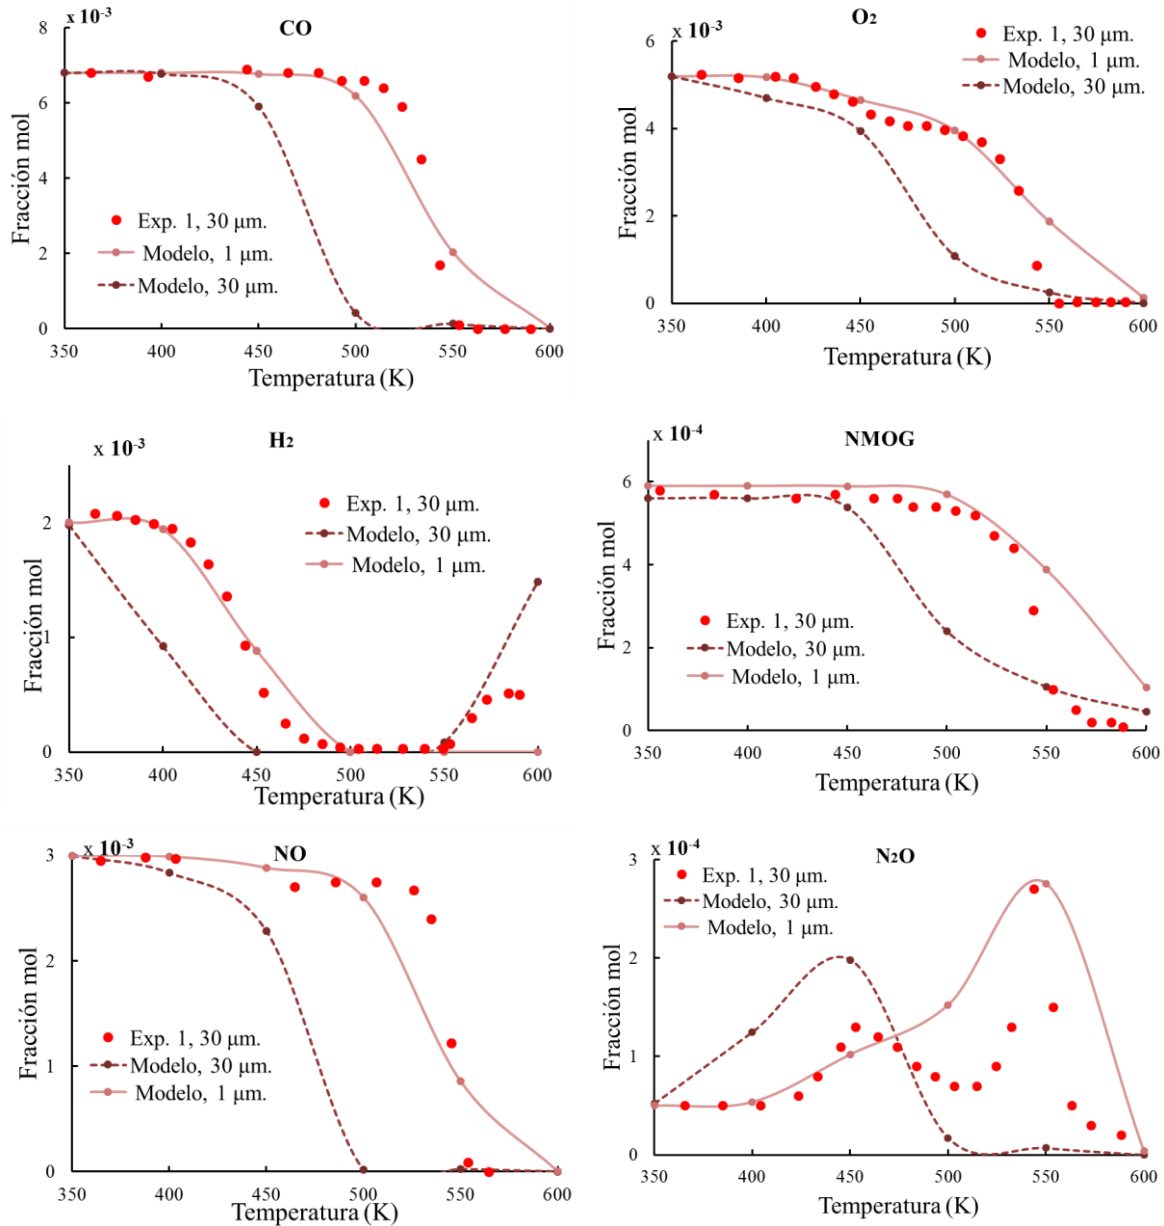 x 10⁻³
CO
8
6
4
2
0
Fracción mol
Exp. 1, 30 μm.
Modelo, 1 μm.
Modelo, 30 μm.
350 400 450 500 550 600
Temperatura (K)
x 10⁻³
O₂
6
4
2
0
Fracción mol
Exp. 1, 30 μm.
Modelo, 1 μm.
Modelo, 30 μm.
350 400 450 500 550 600
Temperatura (K)
x 10⁻³
H₂
2
1
0
Fracción mol
Exp. 1, 30 μm.
Modelo, 30 μm.
Modelo, 1 μm.
350 400 450 500 550 600
Temperatura (K)
x 10⁻⁴
NMOG
6
4
2
0
Fracción mol
Exp. 1, 30 μm.
Modelo, 30 μm.
Modelo, 1 μm.
350 400 450 500 550 600
Temperatura (K)
x 10⁻³
NO
3
2
1
0
Fracción mol
Exp. 1, 30 μm.
Modelo, 30 μm.
Modelo, 1 μm.
350 400 450 500 550 600
Temperatura (K)
x 10⁻⁴
N₂O
3
2
1
0
Fracción mol
Exp. 1, 30 μm.
Modelo, 30 μm.
Modelo, 1 μm.
350 400 450 500 550 600
Temperatura (K)